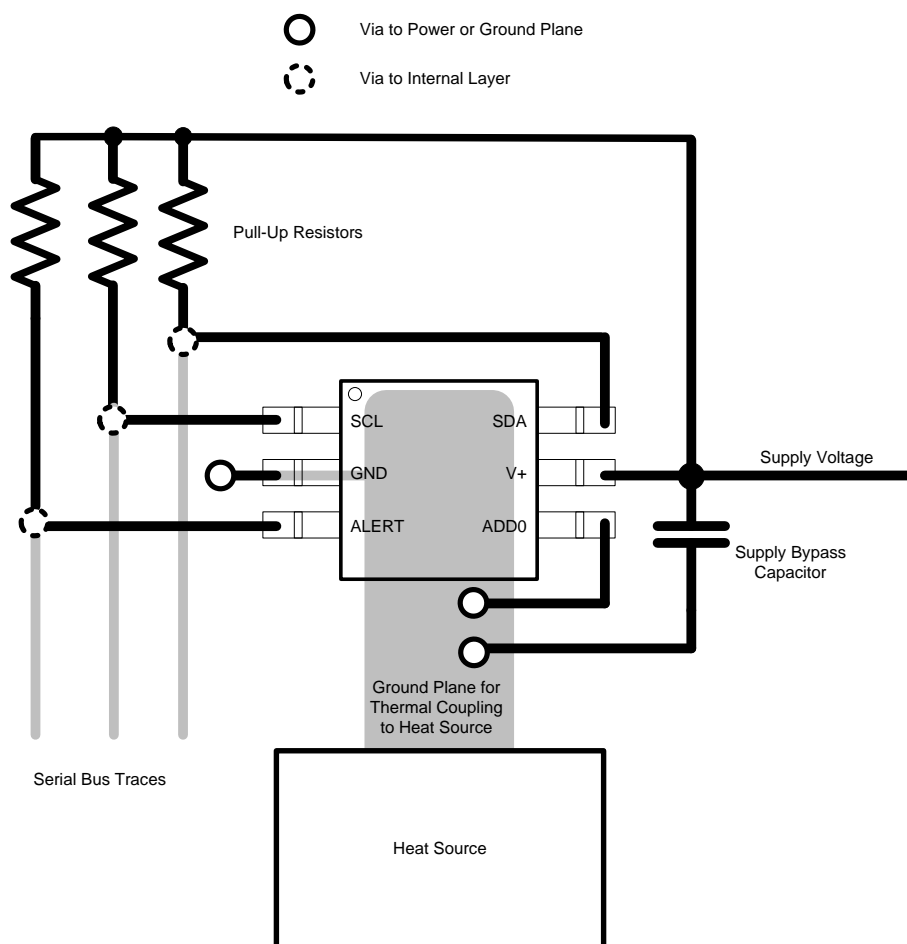 Via to Power or Ground Plane
Via to Internal Layer
Pull-Up Resistors
SCL
SDA
GND
V+
Supply Voltage
ALERT
ADD0
Supply Bypass
Capacitor
Ground Plane for
Thermal Coupling
to Heat Source
Serial Bus Traces
Heat Source